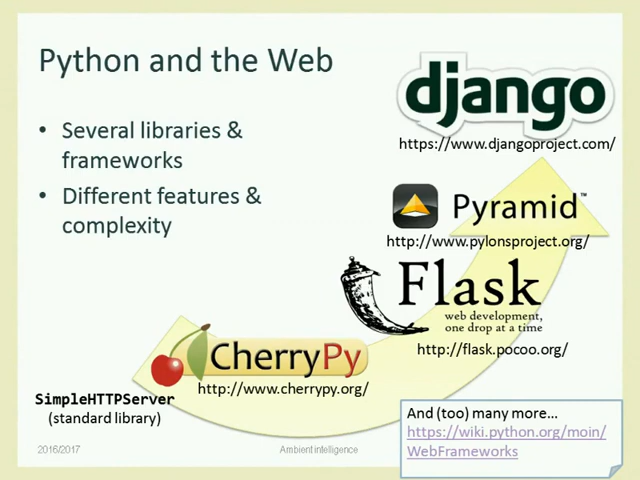 Python and the Web
• Several libraries &
frameworks
• Different features &
complexity
django
https://www.djangoproject.com/
Pyramid™
http://www.pylonsproject.org/
Flask
web development,
one drop at a time
http://flask.pocoo.org/
CherryPy
http://www.cherrypy.org/
SimpleHTTPServer
(standard library)
And (too) many more...
https://wiki.python.org/moin/
WebFrameworks
2016/2017
Ambient intelligence